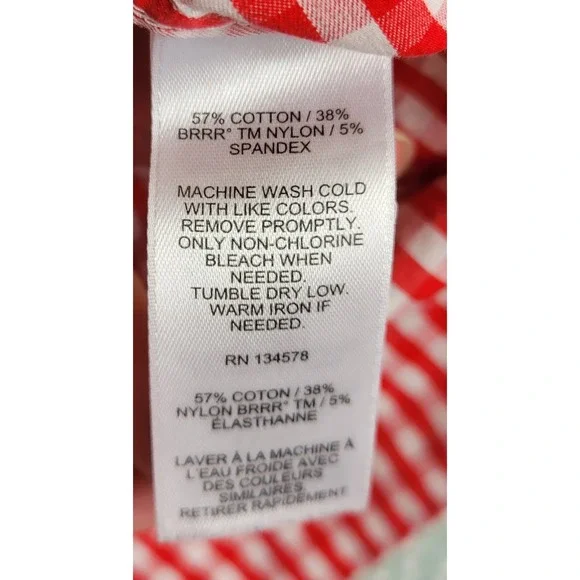 57% COTTON / 38%
BRRR° TM NYLON / 5%
SPANDEX
MACHINE WASH COLD
WITH LIKE COLORS.
REMOVE PROMPTLY.
ONLY NON-CHLORINE
BLEACH WHEN
NEEDED.
TUMBLE DRY LOW.
WARM IRON IF
NEEDED.
RN 134578
57% COTON / 38%
NYLON BRRR° TM / 5%
ÉLASTHANNE
LAVER À LA MACHINE À
L'EAU FROIDE AVEC
DES COULEURS
SIMILAIRES.
RETIRER RAPIDEMENT